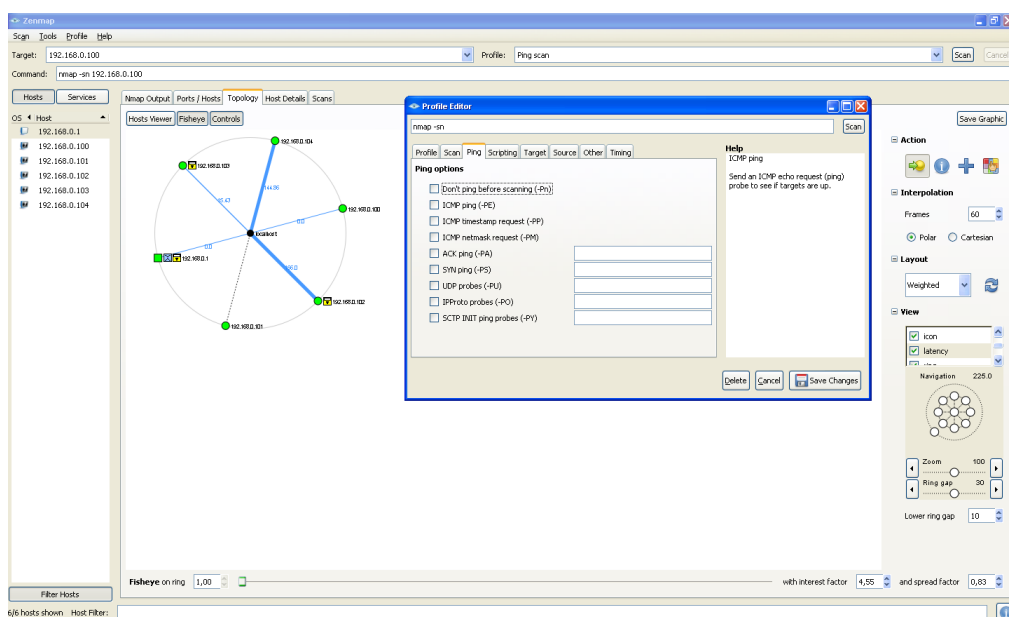 Zenmap
Scan Tools Profile Help
Target: 192.168.0.100 Profile: Ping scan Scan Cancel
Command: nmap -sn 192.168.0.100
Hosts Services
OS Host
192.168.0.1
192.168.0.100
192.168.0.101
192.168.0.102
192.168.0.103
192.168.0.104
Filter Hosts
6/6 hosts shown Host Filter:
Nmap Output Ports / Hosts Topology Host Details Scans
Hosts Viewer Fisheye Controls Save Graphic
192.168.0.104
192.168.0.103
144.36
192.168.0.100
0.0
localhost
0.0
192.168.0.1
192.168.0.102
192.168.0.101
Profile Editor
nmap -sn Scan
Profile Scan Ping Scripting Target Source Other Timing
Ping options
Don't ping before scanning (-Pn)
ICMP ping (-PE)
ICMP timestamp request (-PP)
ICMP netmask request (-PM)
ACK ping (-PA)
SYN ping (-PS)
UDP probes (-PU)
IPProto probes (-PO)
SCTP INIT ping probes (-PY)
Help
ICMP ping
Send an ICMP echo request (ping)
probe to see if targets are up.
Delete Cancel Save Changes
Action
Interpolation
Frames 60
Polar Cartesian
Layout
Weighted
View
icon
latency
Navigation 225.0
Zoom 100
Ring gap 30
Lower ring gap 10
Fisheye on ring 1,00 with interest factor 4,55 and spread factor 0,83